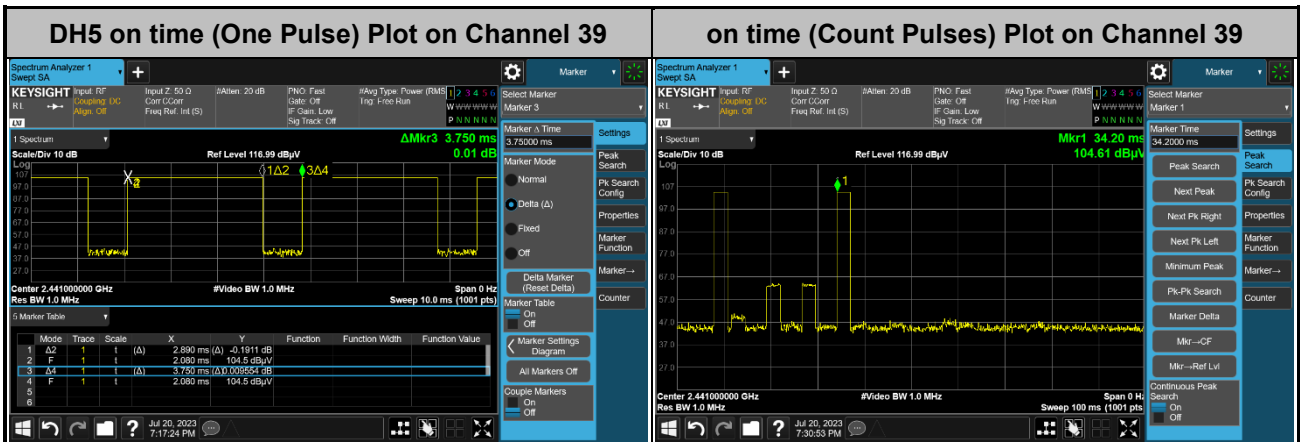 DH5 on time (One Pulse) Plot on Channel 39
Spectrum Analyzer 1
Swept SA
Marker
KEYSIGHT
RL
LXI
Input: RF
Coupling: DC
Align: Off
Input Z: 50 Ω
Corr CCorr
Freq Ref: Int (S)
#Atten: 20 dB
PNO: Fast
Gate: Off
IF Gain: Low
Sig Track: Off
#Avg Type: Power (RMS
Trig: Free Run
1 2 3 4 5 6
W W W W W W
P N N N N N
Select Marker
Marker 3
1 Spectrum
ΔMkr3 3.750 ms
0.01 dB
Scale/Div 10 dB
Ref Level 116.99 dBµV
Log
107
97.0
87.0
77.0
67.0
57.0
47.0
37.0
27.0
1Δ2
3Δ4
Center 2.441000000 GHz
Res BW 1.0 MHz
#Video BW 1.0 MHz
Span 0 Hz
Sweep 10.0 ms (1001 pts)
5 Marker Table
Mode Trace Scale X Y Function Function Width Function Value
1 Δ2 1 t (Δ) 2.890 ms (Δ) -0.1911 dB
2 F 1 t 2.080 ms 104.5 dBµV
3 Δ4 1 t (Δ) 3.750 ms (Δ) 0.009554 dB
4 F 1 t 2.080 ms 104.5 dBµV
5
6
Marker Δ Time
3.75000 ms
Marker Mode
Normal
Delta (Δ)
Fixed
Off
Delta Marker
(Reset Delta)
Marker Table
On
Off
Marker Settings
Diagram
All Markers Off
Couple Markers
On
Off
Settings
Peak
Search
Pk Search
Config
Properties
Marker
Function
Marker→
Counter
Jul 20, 2023
7:17:24 PM
on time (Count Pulses) Plot on Channel 39
Spectrum Analyzer 1
Swept SA
Marker
KEYSIGHT
RL
LXI
Input: RF
Coupling: DC
Align: Off
Input Z: 50 Ω
Corr CCorr
Freq Ref: Int (S)
#Atten: 20 dB
PNO: Fast
Gate: Off
IF Gain: Low
Sig Track: Off
#Avg Type: Power (RMS
Trig: Free Run
1 2 3 4 5 6
W W W W W W
P N N N N N
Select Marker
Marker 1
1 Spectrum
Mkr1 34.20 ms
104.61 dBµV
Scale/Div 10 dB
Ref Level 116.99 dBµV
Log
107
97.0
87.0
77.0
67.0
57.0
47.0
37.0
27.0
1
Center 2.441000000 GHz
Res BW 1.0 MHz
#Video BW 1.0 MHz
Span 0 Hz
Sweep 100 ms (1001 pts)
Marker Time
34.2000 ms
Peak Search
Next Peak
Next Pk Right
Next Pk Left
Minimum Peak
Pk-Pk Search
Marker Delta
Mkr→CF
Mkr→Ref Lvl
Continuous Peak
Search
On
Off
Settings
Peak
Search
Pk Search
Config
Properties
Marker
Function
Marker→
Counter
Jul 20, 2023
7:30:53 PM